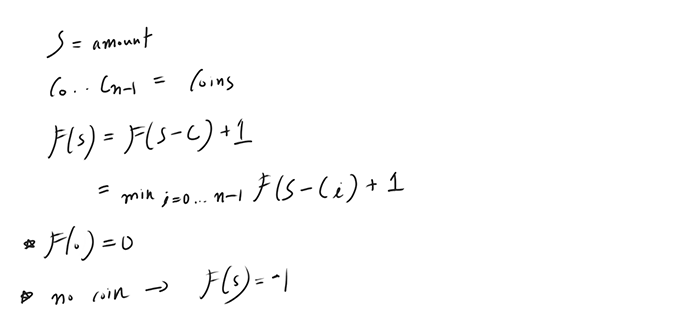 S = amount
C0 .. Cn-1 = Coins
F(s) = F(S-C) + 1
= min i=0... n-1 F(S-Ci) + 1
* F(0) = 0
* no coin → F(s) = -1